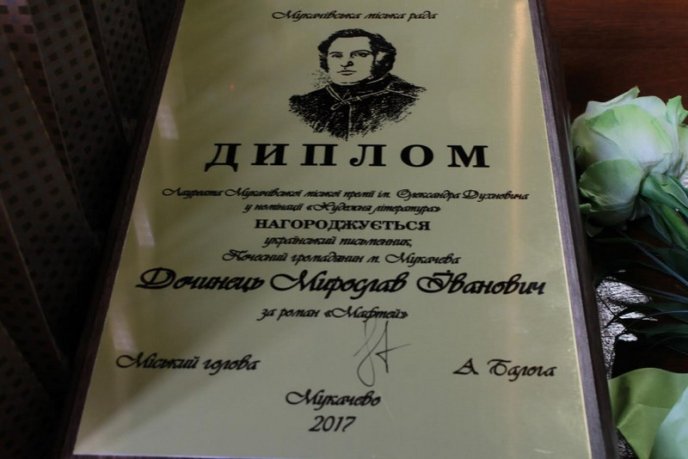 Мукачівська міська рада
ДИПЛОМ
Лауреата Мукачівської міської премії ім. Олександра Духновича
у номінації «Художня література»
НАГОРОДЖУЄТЬСЯ
український письменник,
Почесний громадянин м. Мукачева
Дочинець Мирослав Іванович
за роман «Мафтей»
Міський голова А. Балога
Мукачево
2017